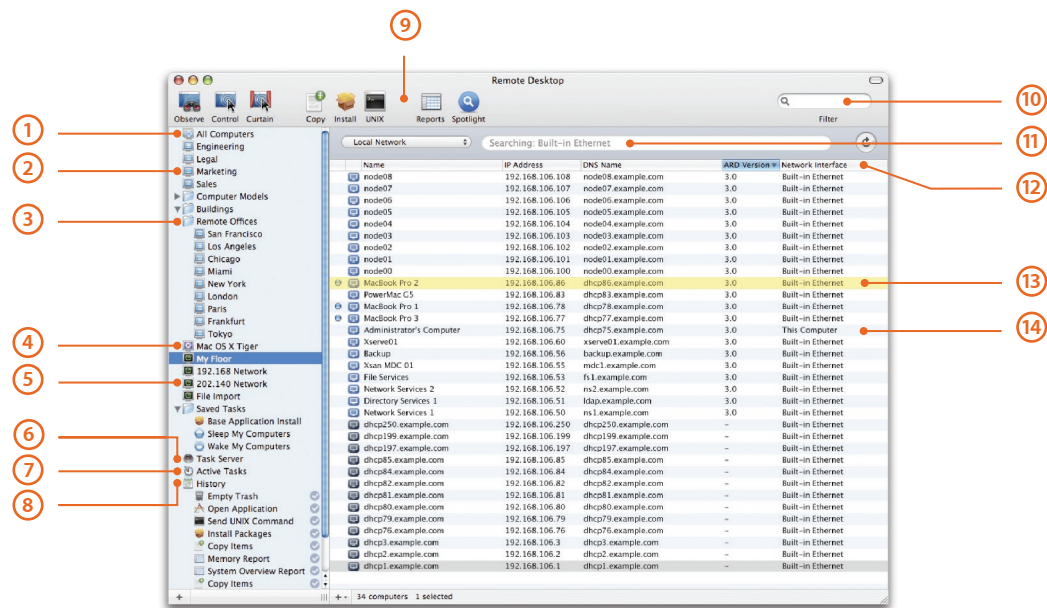 9
Remote Desktop
Observe Control Curtain Copy Install UNIX Reports Spotlight
Filter
10
1
2
3
4
5
6
7
8
All Computers
Engineering
Legal
Marketing
Sales
Computer Models
Buildings
Remote Offices
San Francisco
Los Angeles
Chicago
Miami
New York
London
Paris
Frankfurt
Tokyo
Mac OS X Tiger
My Floor
192.168 Network
202.140 Network
File Import
Saved Tasks
Base Application Install
Sleep My Computers
Wake My Computers
Task Server
Active Tasks
History
Empty Trash
Open Application
Send UNIX Command
Install Packages
Copy Items
Memory Report
System Overview Report
Copy Items
Local Network Searching: Built-in Ethernet
11
Name IP Address DNS Name ARD Version Network Interface
12
node08 192.168.106.108 node08.example.com 3.0 Built-in Ethernet
node07 192.168.106.107 node07.example.com 3.0 Built-in Ethernet
node06 192.168.106.106 node06.example.com 3.0 Built-in Ethernet
node05 192.168.106.105 node05.example.com 3.0 Built-in Ethernet
node04 192.168.106.104 node04.example.com 3.0 Built-in Ethernet
node03 192.168.106.103 node03.example.com 3.0 Built-in Ethernet
node02 192.168.106.102 node02.example.com 3.0 Built-in Ethernet
node01 192.168.106.101 node01.example.com 3.0 Built-in Ethernet
node00 192.168.106.100 node00.example.com 3.0 Built-in Ethernet
MacBook Pro 2 192.168.106.86 dhcp86.example.com 3.0 Built-in Ethernet
13
PowerMac G5 192.168.106.83 dhcp83.example.com 3.0 Built-in Ethernet
MacBook Pro 1 192.168.106.78 dhcp78.example.com 3.0 Built-in Ethernet
MacBook Pro 3 192.168.106.77 dhcp77.example.com 3.0 Built-in Ethernet
Administrator's Computer 192.168.106.75 dhcp75.example.com 3.0 This Computer
14
Xserve01 192.168.106.60 xserve01.example.com 3.0 Built-in Ethernet
Backup 192.168.106.56 backup.example.com 3.0 Built-in Ethernet
Xsan MDC 01 192.168.106.55 mdc1.example.com 3.0 Built-in Ethernet
File Services 192.168.106.53 fs1.example.com 3.0 Built-in Ethernet
Network Services 2 192.168.106.52 ns2.example.com 3.0 Built-in Ethernet
Directory Services 1 192.168.106.51 ldap.example.com 3.0 Built-in Ethernet
Network Services 1 192.168.106.50 ns1.example.com 3.0 Built-in Ethernet
dhcp250.example.com 192.168.106.250 dhcp250.example.com - Built-in Ethernet
dhcp199.example.com 192.168.106.199 dhcp199.example.com - Built-in Ethernet
dhcp197.example.com 192.168.106.197 dhcp197.example.com - Built-in Ethernet
dhcp85.example.com 192.168.106.85 dhcp85.example.com - Built-in Ethernet
dhcp84.example.com 192.168.106.84 dhcp84.example.com - Built-in Ethernet
dhcp82.example.com 192.168.106.82 dhcp82.example.com - Built-in Ethernet
dhcp81.example.com 192.168.106.81 dhcp81.example.com - Built-in Ethernet
dhcp80.example.com 192.168.106.80 dhcp80.example.com - Built-in Ethernet
dhcp79.example.com 192.168.106.79 dhcp79.example.com - Built-in Ethernet
dhcp76.example.com 192.168.106.76 dhcp76.example.com - Built-in Ethernet
dhcp3.example.com 192.168.106.3 dhcp3.example.com - Built-in Ethernet
dhcp2.example.com 192.168.106.2 dhcp2.example.com - Built-in Ethernet
dhcp1.example.com 192.168.106.1 dhcp1.example.com - Built-in Ethernet
34 computers 1 selected